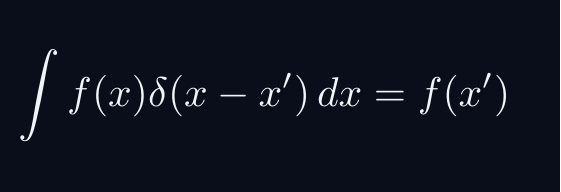 ∫ f(x)δ(x − x′) dx = f(x′)